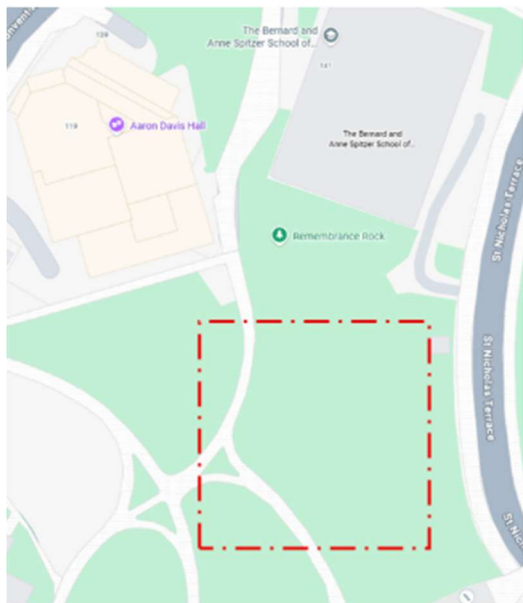 139
The Bernard and
Anne Spitzer School of...
141
119
Aaron Davis Hall
The Bernard and
Anne Spitzer School of...
Remembrance Rock
St Nicholas Terrace
St Nicholas Terrace